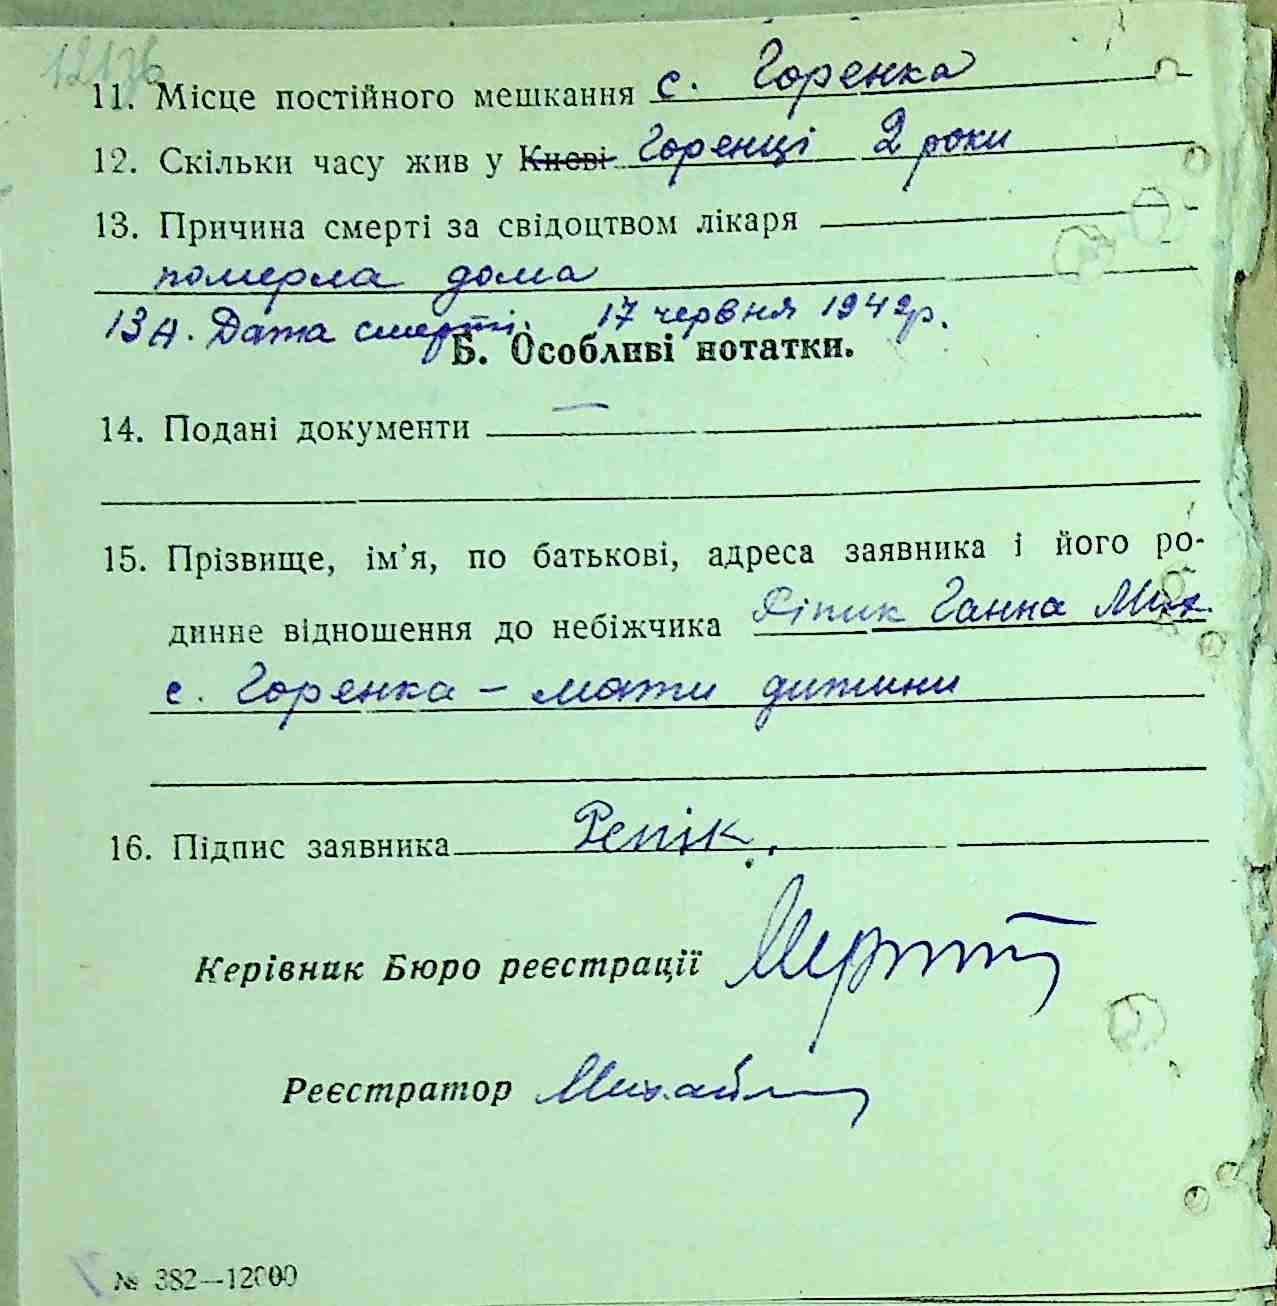 12136
11. Місце постійного мешкання с. Горенка
12. Скільки часу жив у Києві Горенці 2 роки
13. Причина смерті за свідоцтвом лікаря
померла дома
13А. Дата смерті. 17 червня 1942р.
Б. Особливі нотатки.
14. Подані документи —
15. Прізвище, ім'я, по батькові, адреса заявника і його ро-
динне відношення до небіжчика Ріпик Ганна Мих.
с. Горенка – мати дитини
16. Підпис заявника Репік.
Керівник Бюро реєстрації
Реєстратор
№ 382—12000